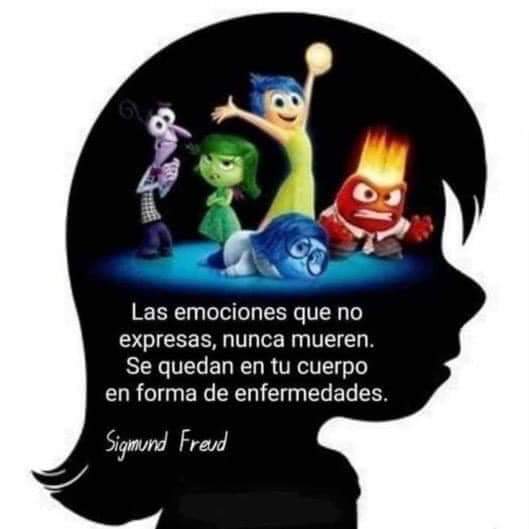 Las emociones que no
expresas, nunca mueren.
Se quedan en tu cuerpo
en forma de enfermedades.
Sigmund Freud